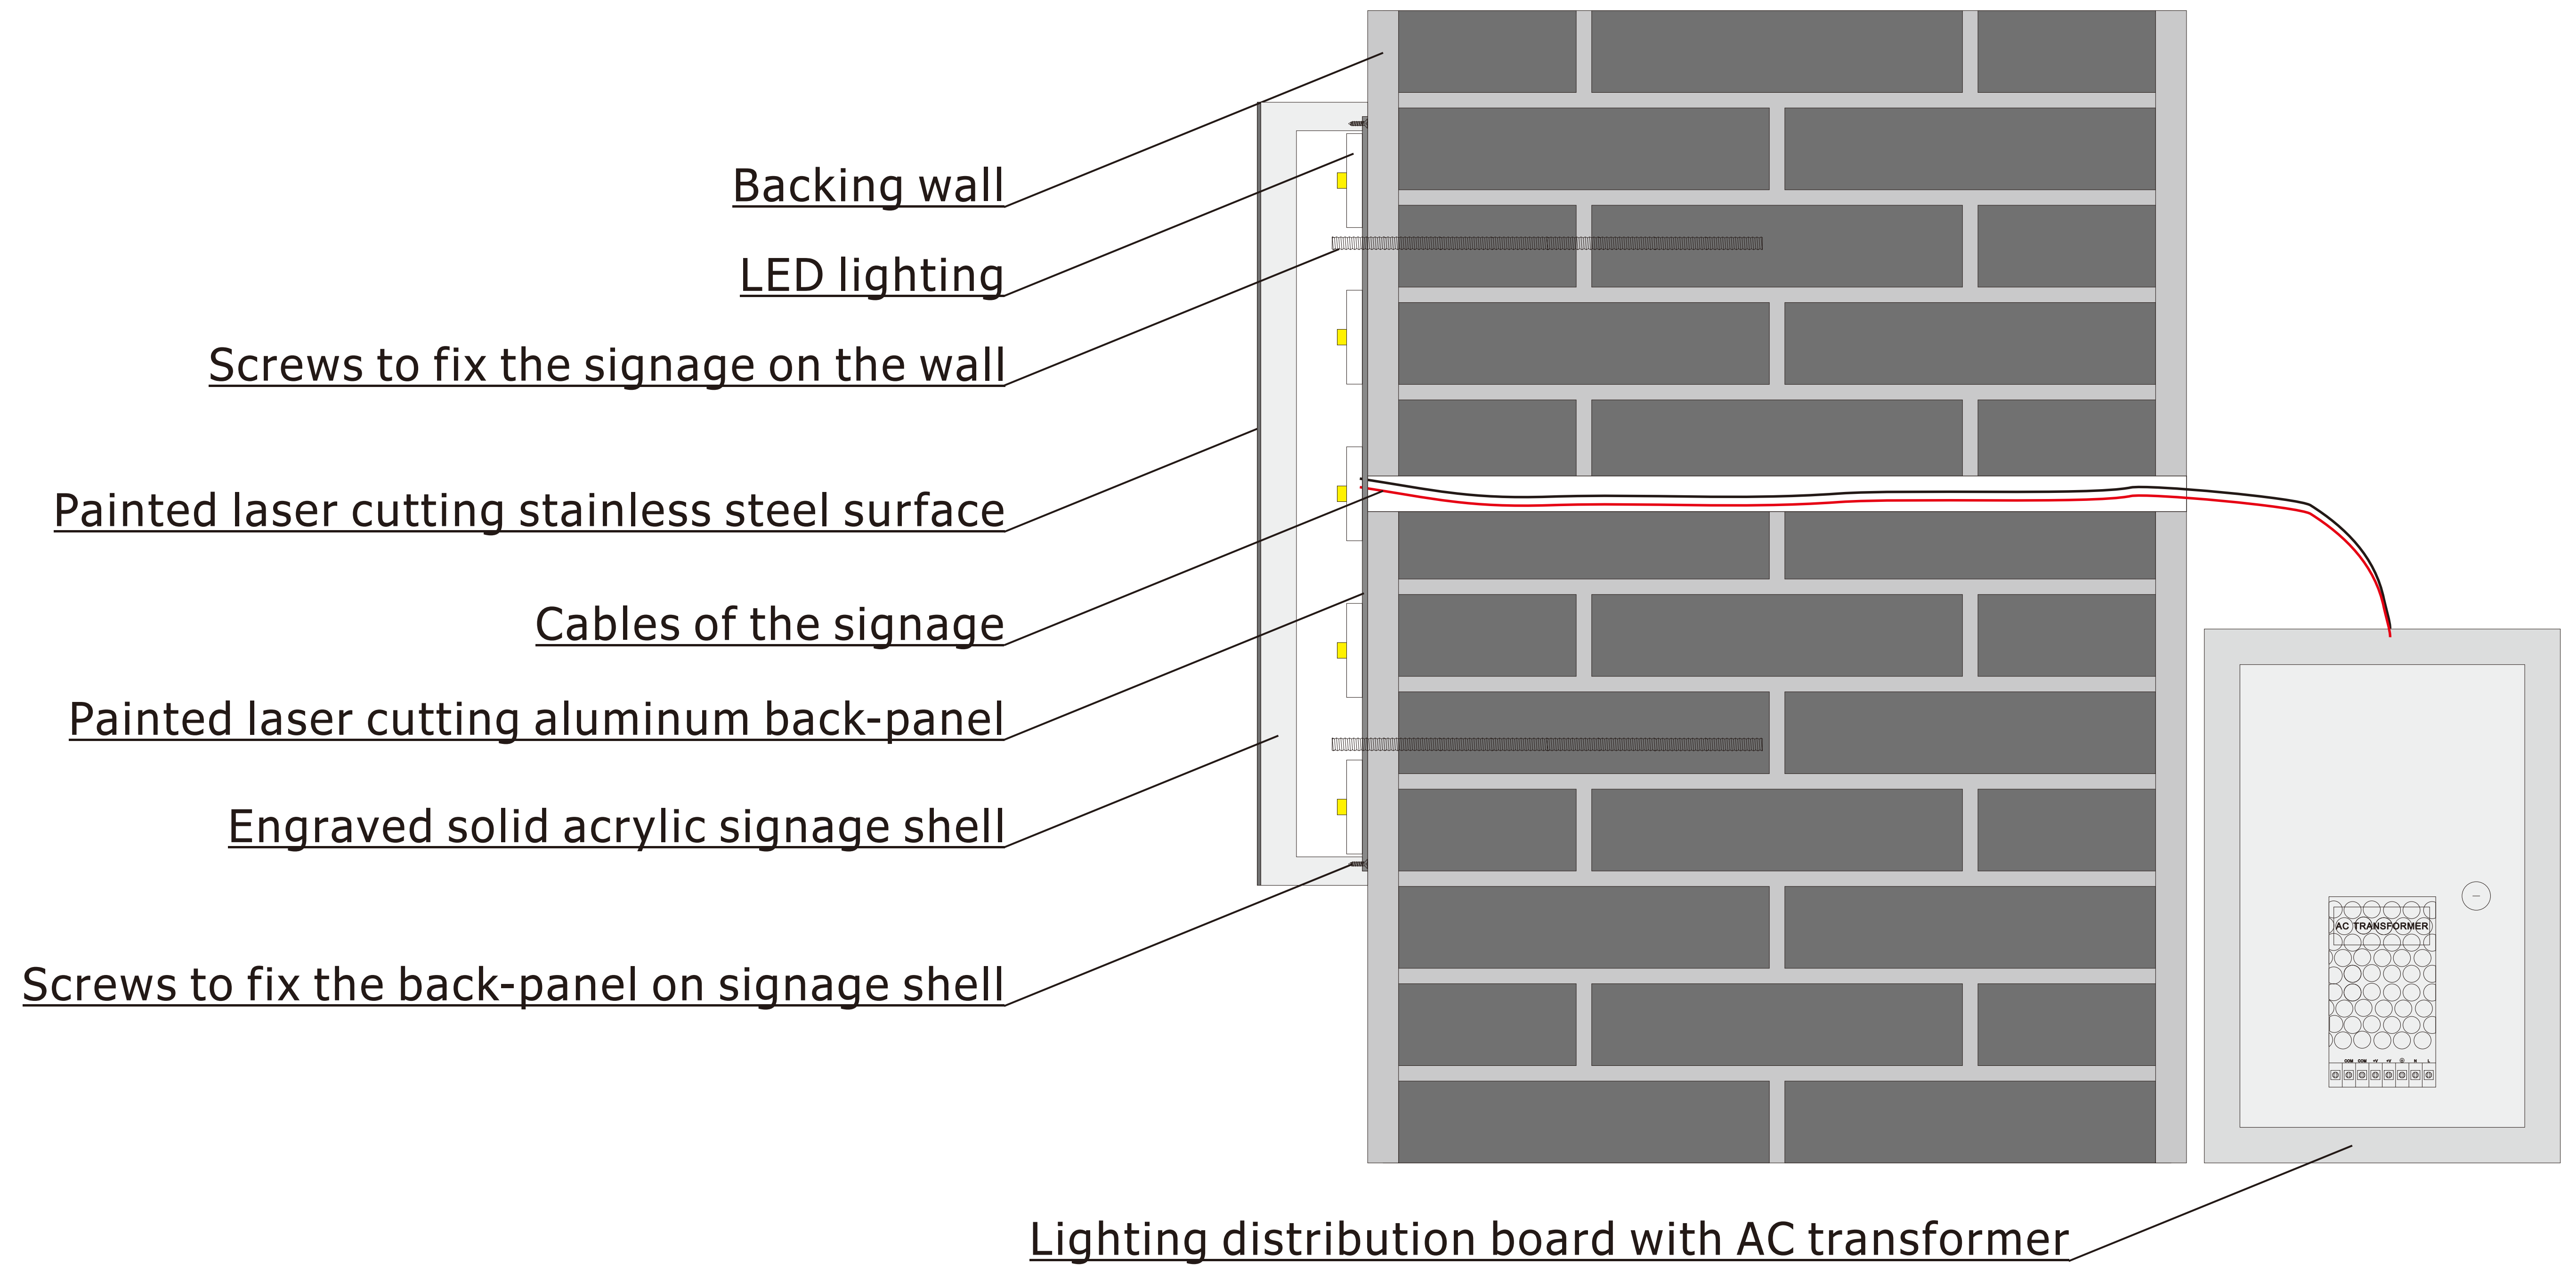 Backing wall
LED lighting
Screws to fix the signage on the wall
Painted laser cutting stainless steel surface
Cables of the signage
Painted laser cutting aluminum back-panel
Engraved solid acrylic signage shell
Screws to fix the back-panel on signage shell
AC TRANSFORMER
COM COM +V +V N L
Lighting distribution board with AC transformer